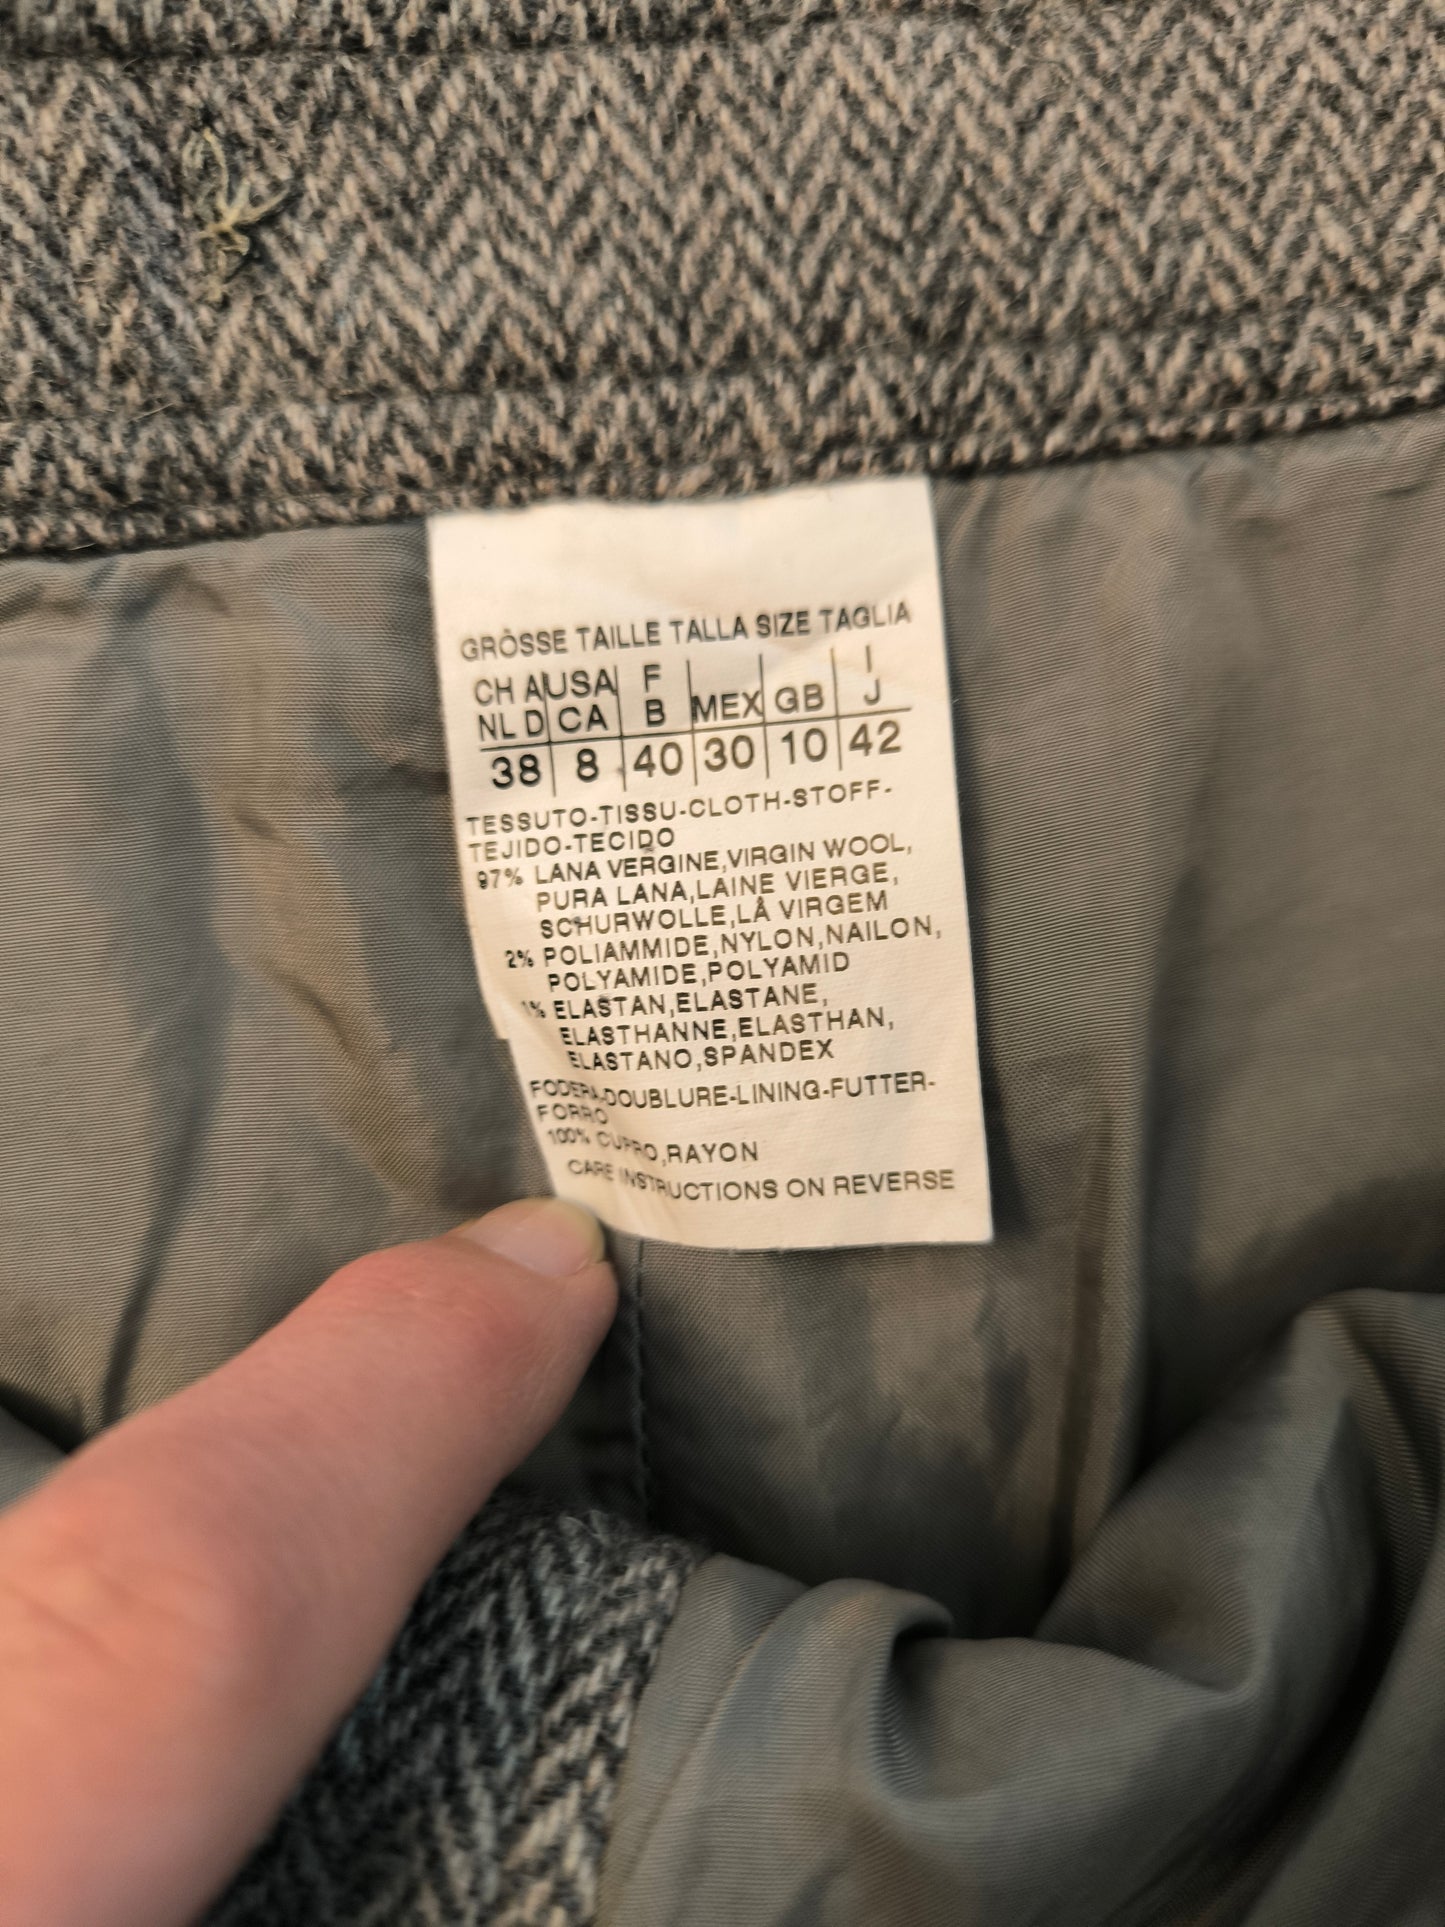 GRÖSSE TAILLE TALLA SIZE TAGLIA
CH A USA F I
NL D CA B MEX GB J
38 8 40 30 10 42
TESSUTO-TISSU-CLOTH-STOFF-
TEJIDO-TECIDO
97% LANA VERGINE,VIRGIN WOOL,
PURA LANA,LAINE VIERGE,
SCHURWOLLE,LÅ VIRGEM
2% POLIAMMIDE,NYLON,NAILON,
POLYAMIDE,POLYAMID
1% ELASTAN,ELASTANE,
ELASTHANNE,ELASTHAN,
ELASTANO,SPANDEX
FODERA-DOUBLURE-LINING-FUTTER-
FORRO
100% CUPRO,RAYON
CARE INSTRUCTIONS ON REVERSE